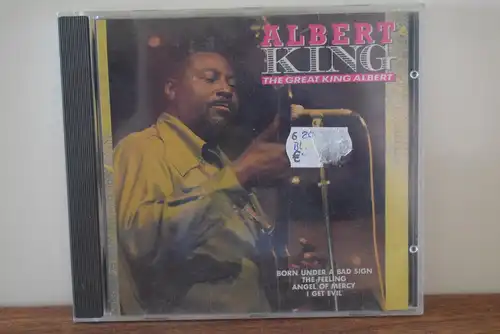 ALBERT
KING
THE GREAT KING ALBERT
BORN UNDER A BAD SIGN
THE FEELING
ANGEL OF MERCY
I GET EVIL